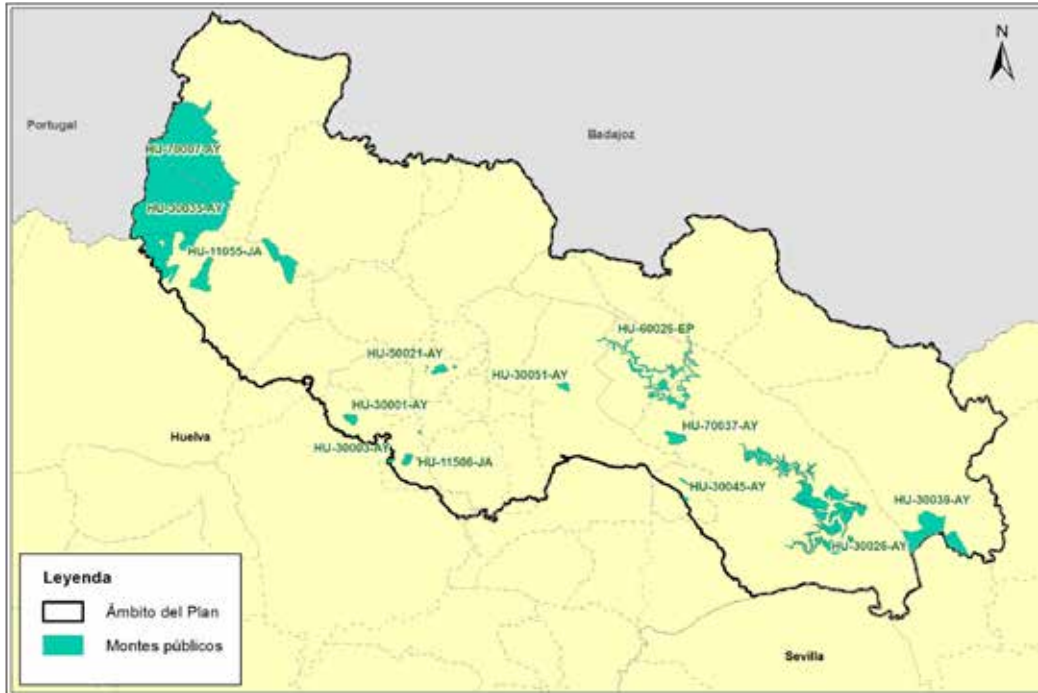 N
Portugal
Badajoz
HU-70007-AY
HU-30035-AY
HU-11055-JA
HU-60026-EP
HU-50021-AY
HU-30051-AY
HU-30001-AY
HU-70037-AY
Huelva
HU-30003-AY
HU-11506-JA
HU-30045-AY
HU-30039-AY
HU-30026-AY
Leyenda
Ámbito del Plan
Montes públicos
Sevilla